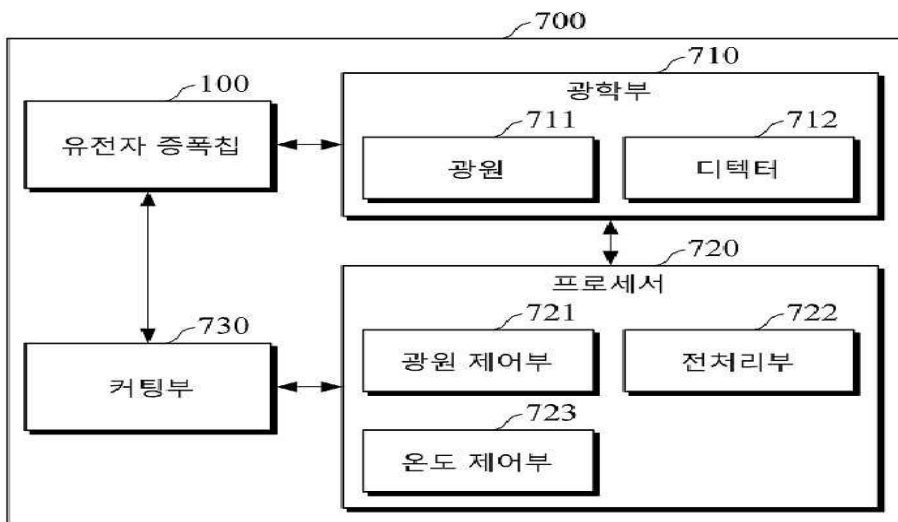 700
100
유전자 증폭칩
710
광학부
711
광원
712
디텍터
720
프로세서
721
광원 제어부
722
전처리부
723
온도 제어부
730
커팅부